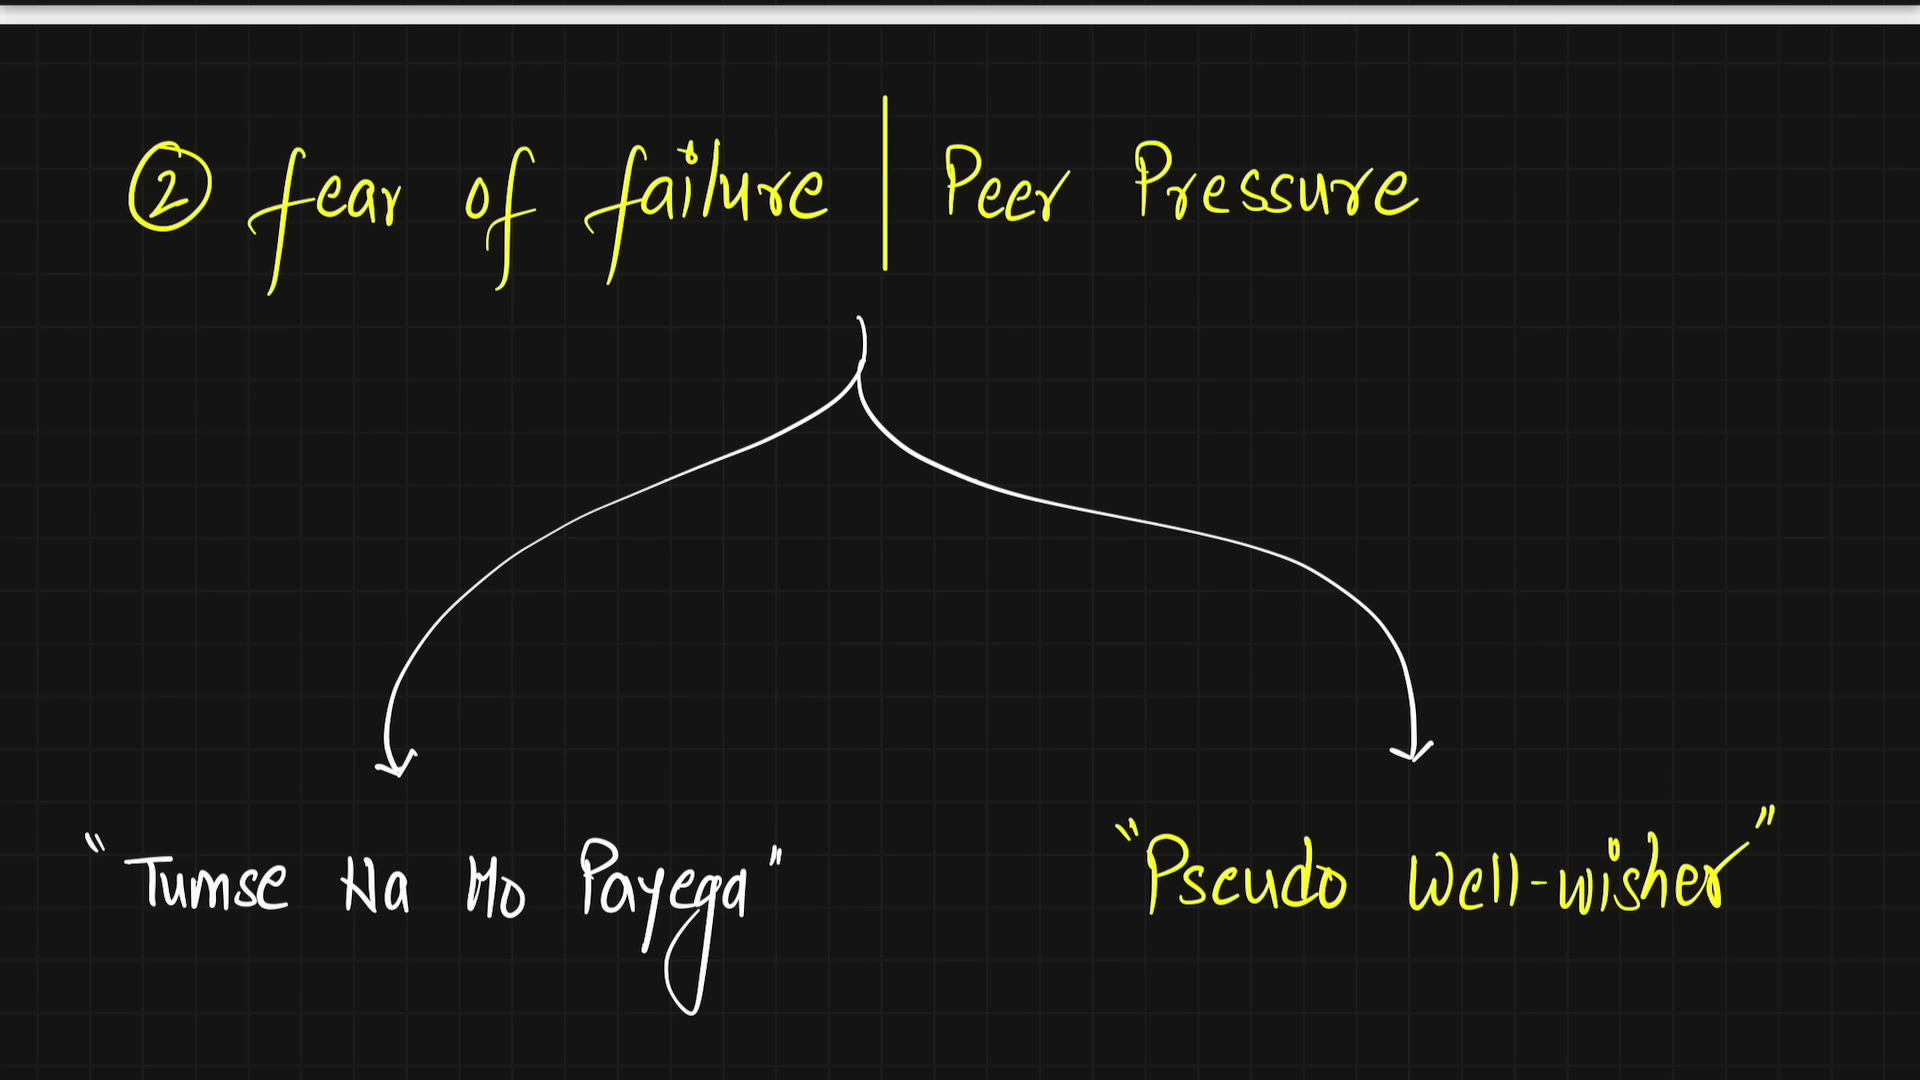 ② fear of failure | Peer Pressure
"Tumse Na Ho Payega"
"Pseudo Well-wisher"